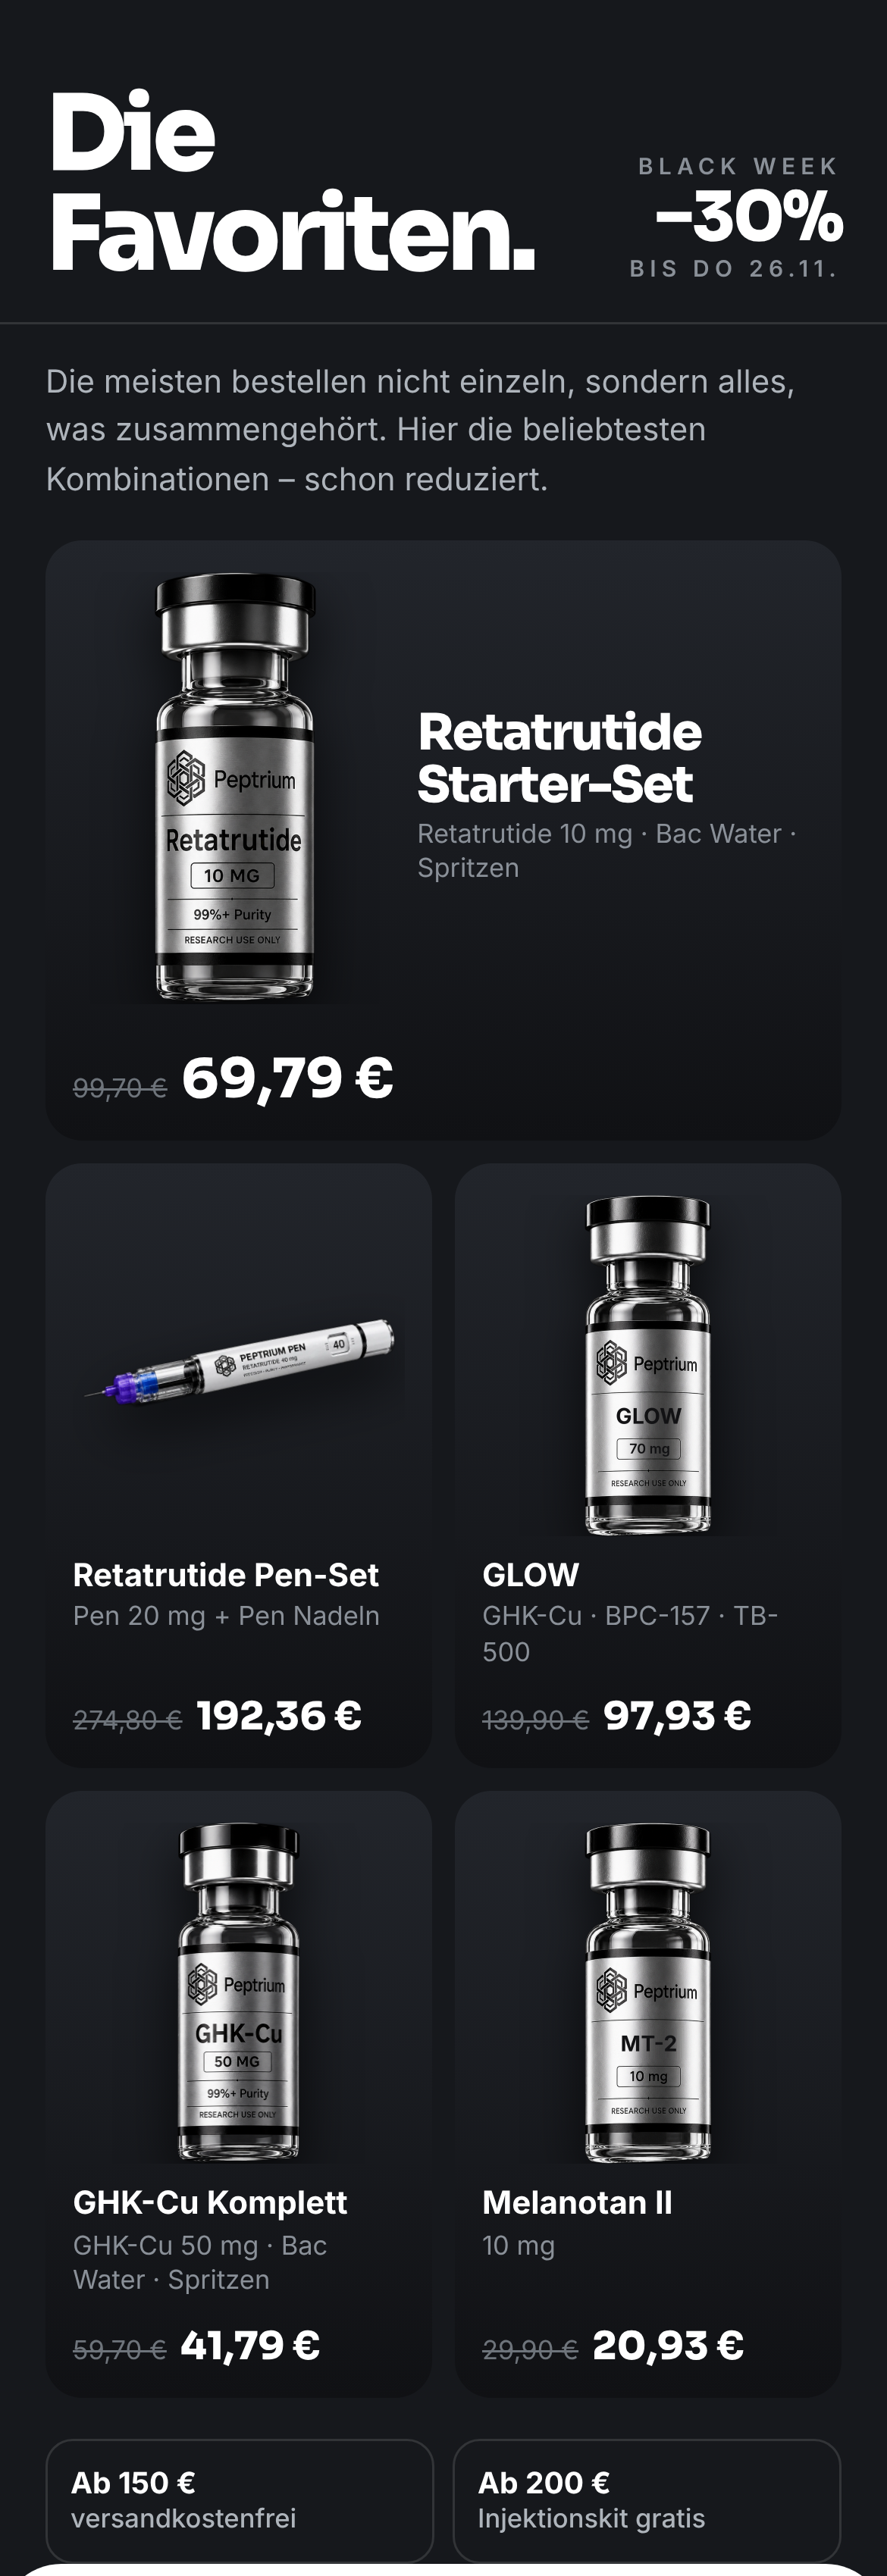 Die
Favoriten.
BLACK WEEK
–30%
BIS DO 26.11.
Die meisten bestellen nicht einzeln, sondern alles,
was zusammengehört. Hier die beliebtesten
Kombinationen – schon reduziert.
Peptrium
Retatrutide
10 MG
99%+ Purity
RESEARCH USE ONLY
Retatrutide
Starter-Set
Retatrutide 10 mg · Bac Water ·
Spritzen
99,70 € 69,79 €
PEPTRIUM PEN
RETATRUTIDE 40 mg
40
Retatrutide Pen-Set
Pen 20 mg + Pen Nadeln
274,80 € 192,36 €
Peptrium
GLOW
70 mg
RESEARCH USE ONLY
GLOW
GHK-Cu · BPC-157 · TB-
500
139,90 € 97,93 €
Peptrium
GHK-Cu
50 MG
99%+ Purity
RESEARCH USE ONLY
GHK-Cu Komplett
GHK-Cu 50 mg · Bac
Water · Spritzen
59,70 € 41,79 €
Peptrium
MT-2
10 mg
RESEARCH USE ONLY
Melanotan II
10 mg
29,90 € 20,93 €
Ab 150 €
versandkostenfrei
Ab 200 €
Injektionskit gratis